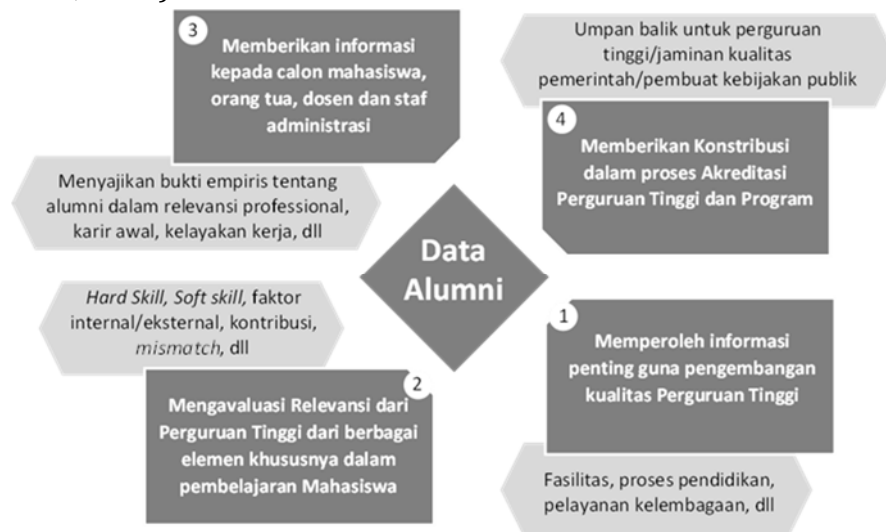 3
Memberikan informasi
kepada calon mahasiswa,
orang tua, dosen dan staf
administrasi
Menyajikan bukti empiris tentang
alumni dalam relevansi professional,
karir awal, kelayakan kerja, dll
Umpan balik untuk perguruan
tinggi/jaminan kualitas
pemerintah/pembuat kebijakan publik
4
Memberikan Konstribusi
dalam proses Akreditasi
Perguruan Tinggi dan Program
Data
Alumni
Hard Skill, Soft skill, faktor
internal/eksternal, kontribusi,
mismatch, dll
2
Mengavaluasi Relevansi dari
Perguruan Tinggi dari berbagai
elemen khususnya dalam
pembelajaran Mahasiswa
1
Memperoleh informasi
penting guna pengembangan
kualitas Perguruan Tinggi
Fasilitas, proses pendidikan,
pelayanan kelembagaan, dll